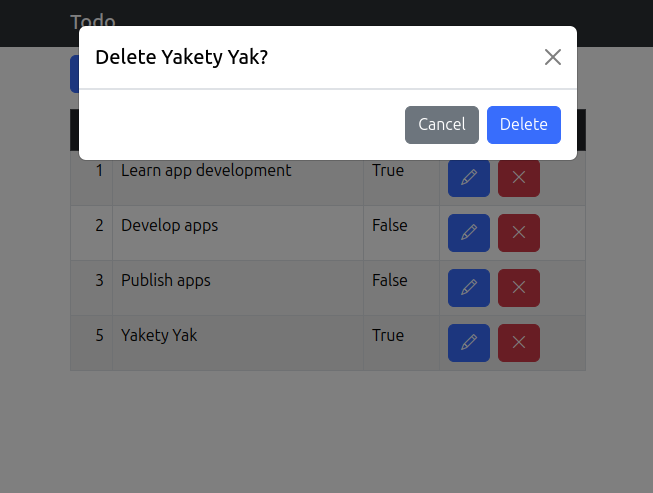 Todo
Delete Yakety Yak?
Cancel Delete
1 Learn app development True
2 Develop apps False
3 Publish apps False
5 Yakety Yak True